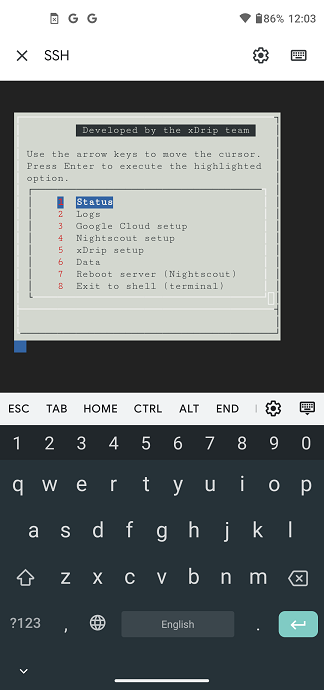 86% 12:03
SSH
Developed by the xDrip team
Use the arrow keys to move the cursor.
Press Enter to execute the highlighted
option.
1 Status
2 Logs
3 Google Cloud setup
4 Nightscout setup
5 xDrip setup
6 Data
7 Reboot server (Nightscout)
8 Exit to shell (terminal)
ESC TAB HOME CTRL ALT END
1 2 3 4 5 6 7 8 9 0
q w e r t y u i o p
a s d f g h j k l
z x c v b n m
?123 , English .